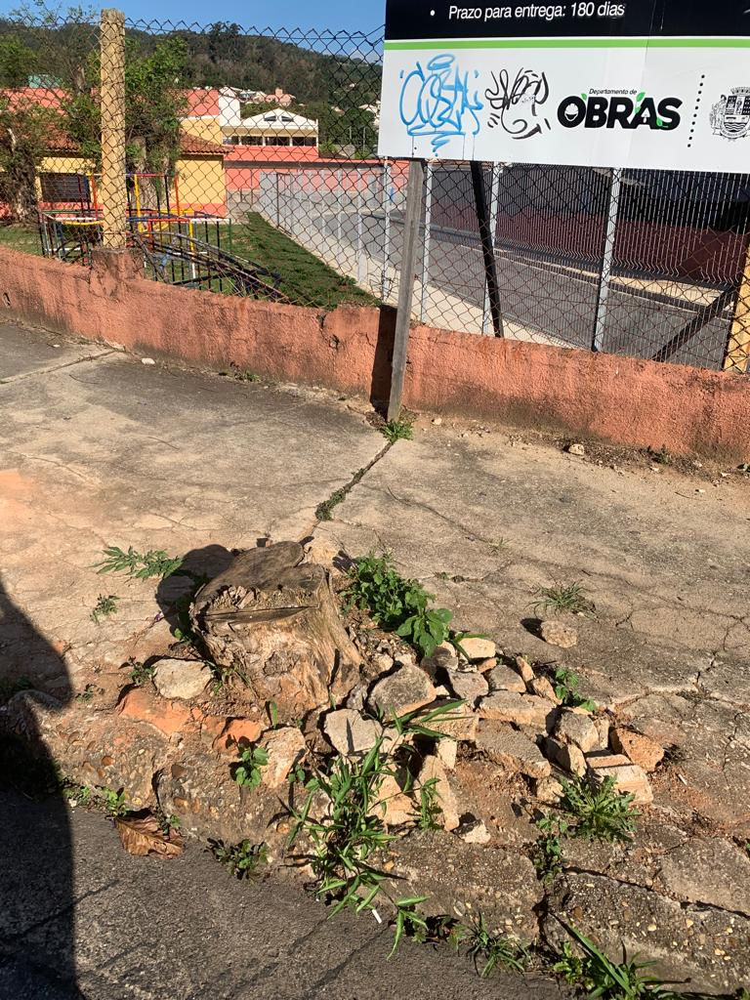 • Prazo para entrega: 180 dias
Departamento de
OBRAS